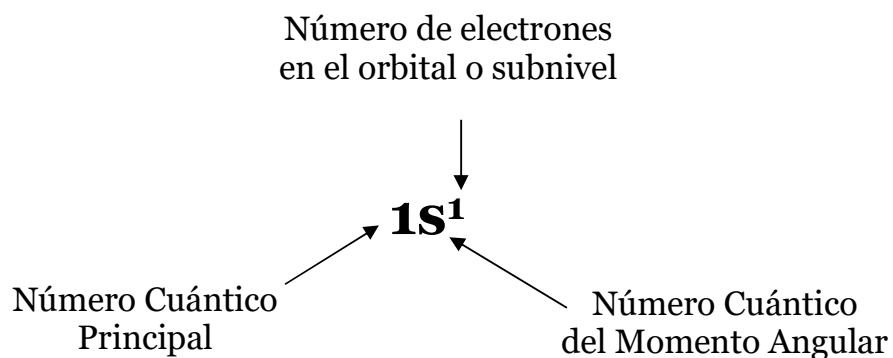 Número de electrones
en el orbital o subnivel
1s¹
Número Cuántico
Principal
Número Cuántico
del Momento Angular